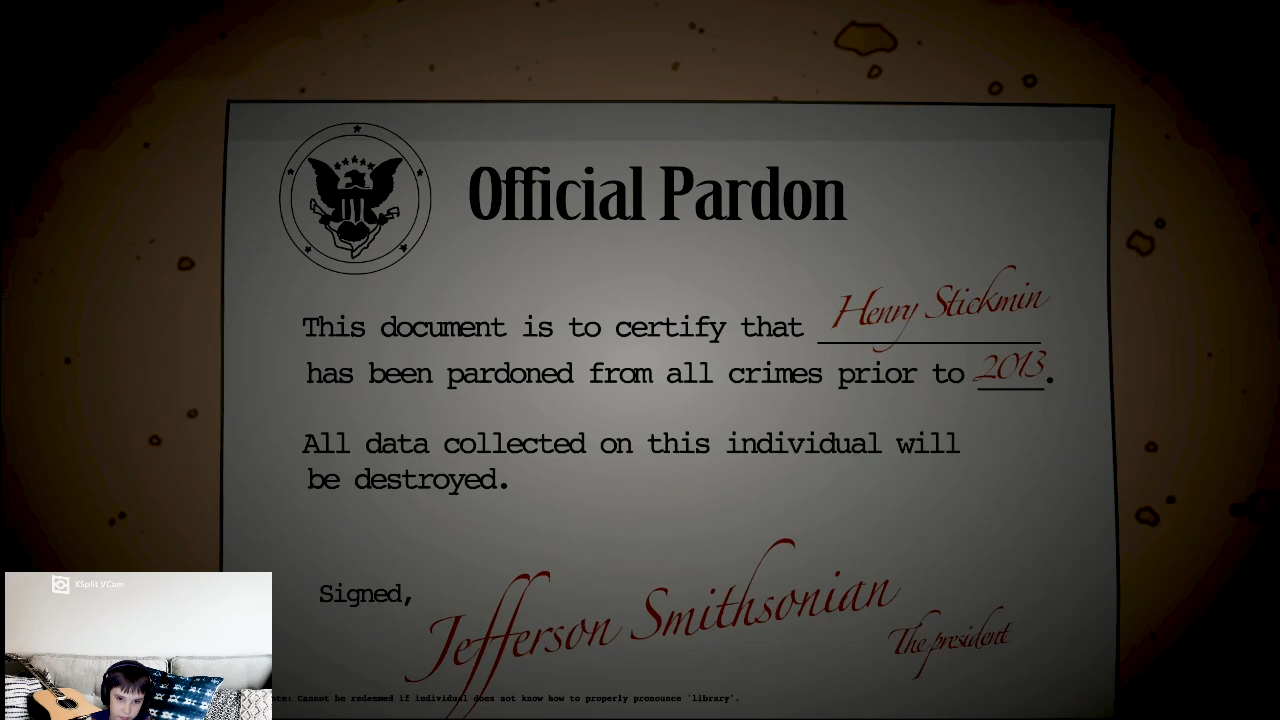 Official Pardon
This document is to certify that Henry Stickmin
has been pardoned from all crimes prior to 2013.
All data collected on this individual will
be destroyed.
Signed,
Jefferson Smithsonian
The president
ote: Cannot be redeemed if individual does not know how to properly pronounce 'library'.
XSplit VCam